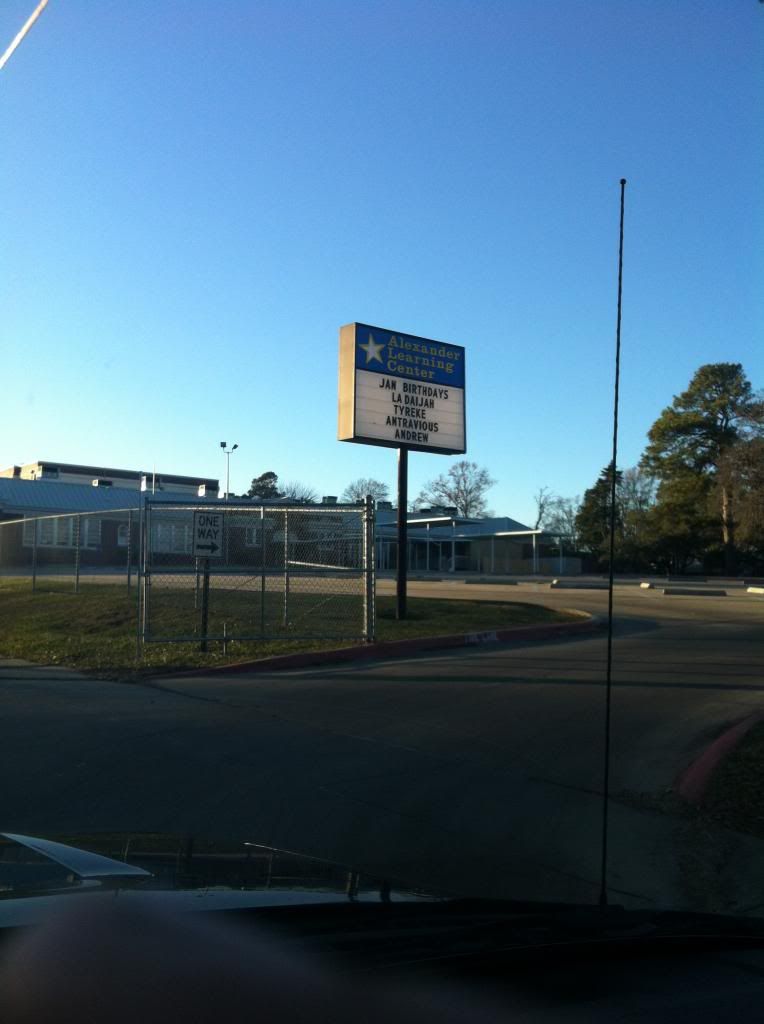 Alexander
Learning
Center
JAN BIRTHDAYS
LA DAIJAH
TYREKE
ANTRAVIOUS
ANDREW
ONE
WAY